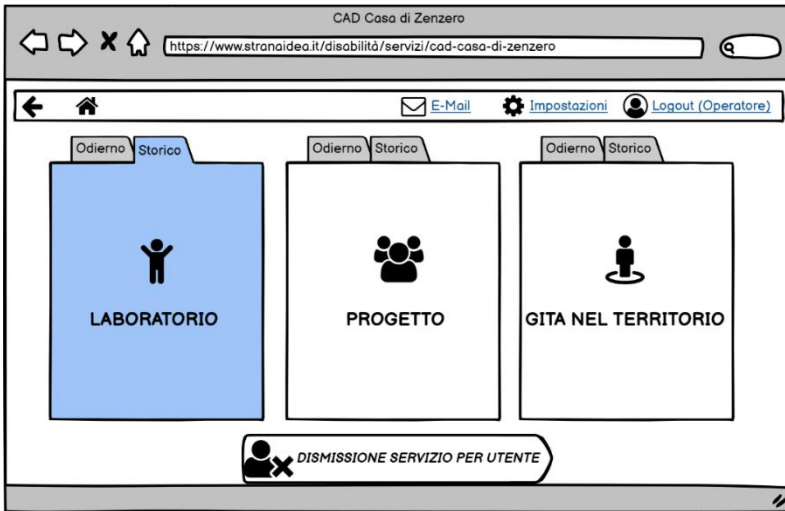 CAD Casa di Zenzero
https://www.stranaidea.it/disabilità/servizi/cad-casa-di-zenzero
E-Mail Impostazioni Logout (Operatore)
Odierno Storico
LABORATORIO
Odierno Storico
PROGETTO
Odierno Storico
GITA NEL TERRITORIO
DISMISSIONE SERVIZIO PER UTENTE